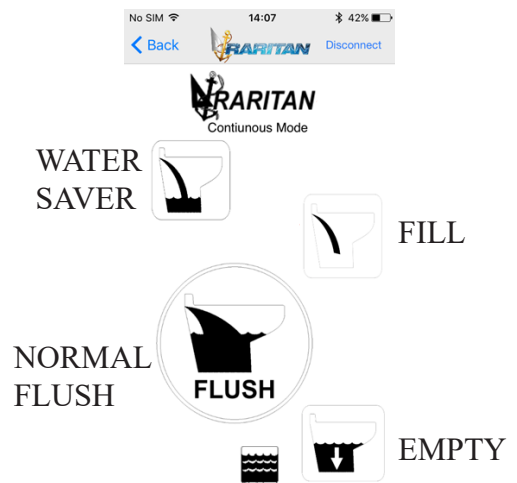 No SIM 14:07 42%
Back RARITAN Disconnect
RARITAN
Contiunous Mode
WATER
SAVER
FILL
NORMAL
FLUSH
FLUSH
EMPTY